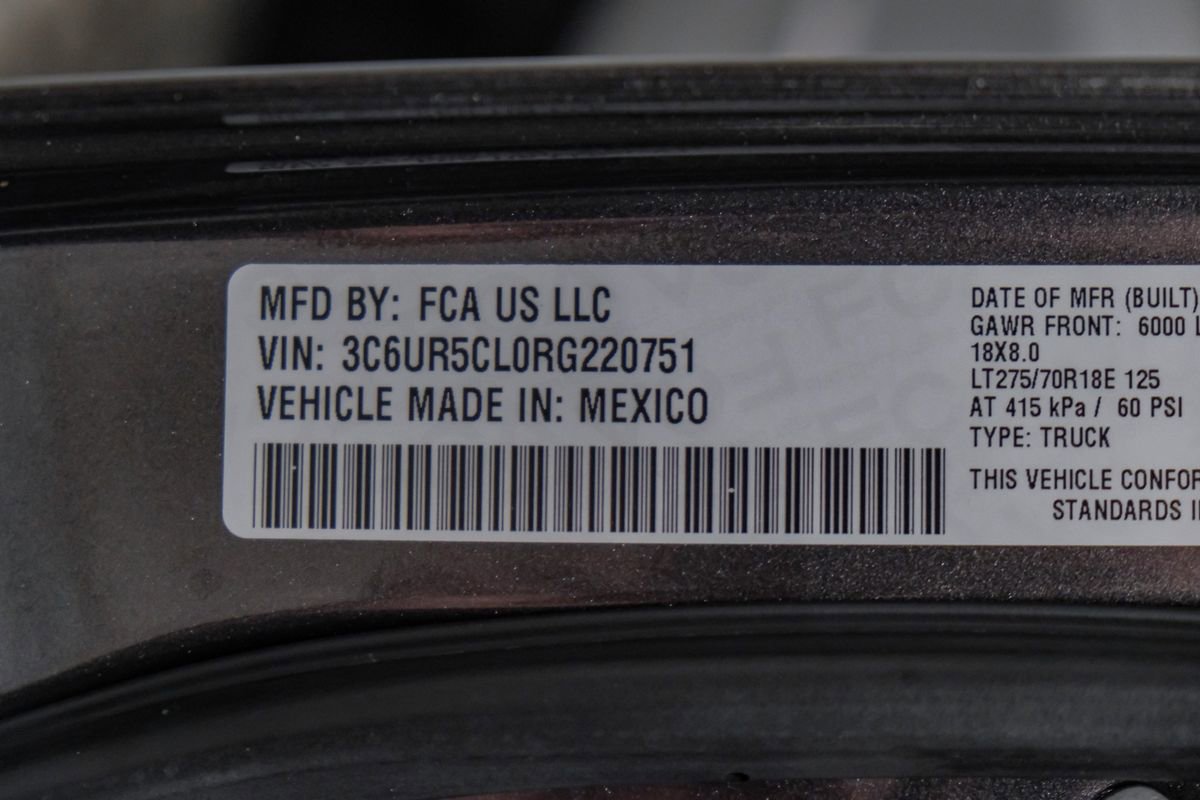 MFD BY: FCA US LLC
VIN: 3C6UR5CL0RG220751
VEHICLE MADE IN: MEXICO
DATE OF MFR (BUILT)
GAWR FRONT: 6000
18X8.0
LT275/70R18E 125
AT 415 kPa / 60 PSI
TYPE: TRUCK
THIS VEHICLE
STANDARDS